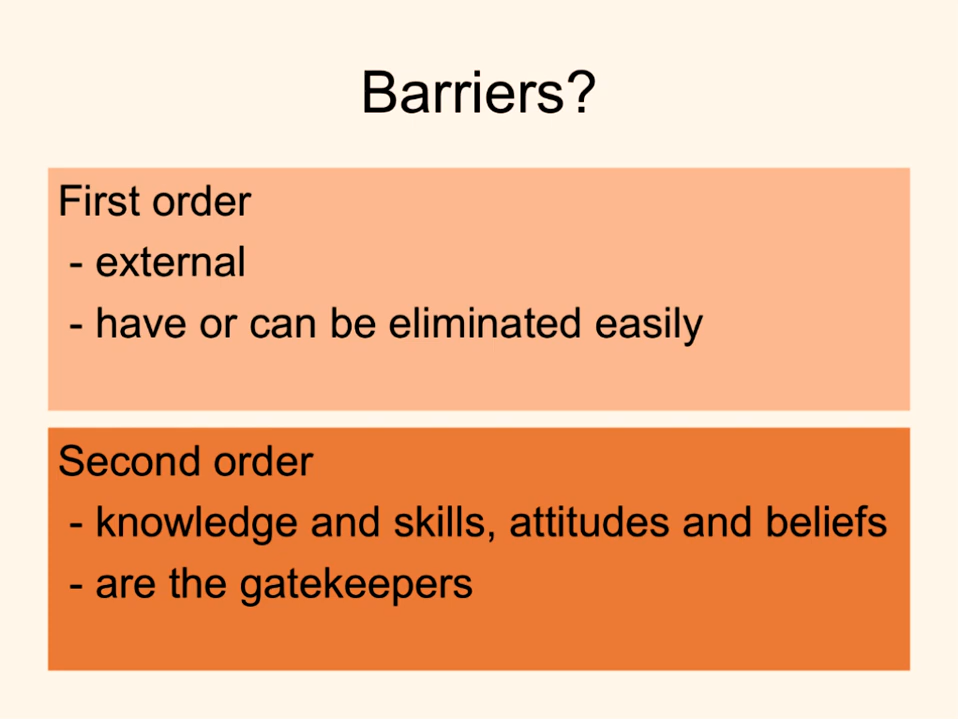 Barriers?
First order
- external
- have or can be eliminated easily
Second order
- knowledge and skills, attitudes and beliefs
- are the gatekeepers